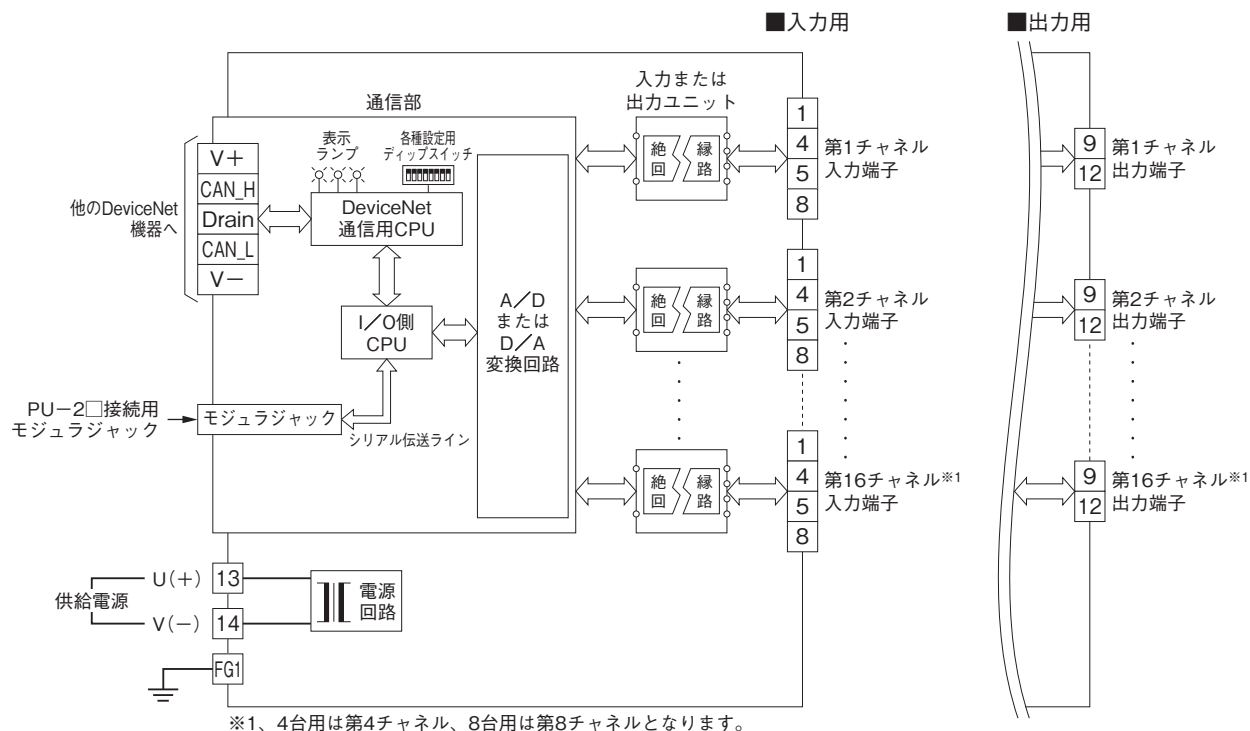 ■入力用
■出力用
入力または
出力ユニット
通信部
表示
ランプ
各種設定用
ディップスイッチ
V+
CAN_H
Drain
CAN_L
V−
他のDeviceNet
機器へ
DeviceNet
通信用CPU
I/O側
CPU
A/D
または
D/A
変換回路
PU−2□接続用
モジュラジャック
モジュラジャック
シリアル伝送ライン
絶縁
回路
1
4
5
8
第1チャネル
入力端子
絶縁
回路
1
4
5
8
第2チャネル
入力端子
絶縁
回路
1
4
5
8
第16チャネル※1
入力端子
9
12
第1チャネル
出力端子
9
12
第2チャネル
出力端子
9
12
第16チャネル※1
出力端子
供給電源
U(+)
13
V(−)
14
電源
回路
FG1
※1、4台用は第4チャネル、8台用は第8チャネルとなります。